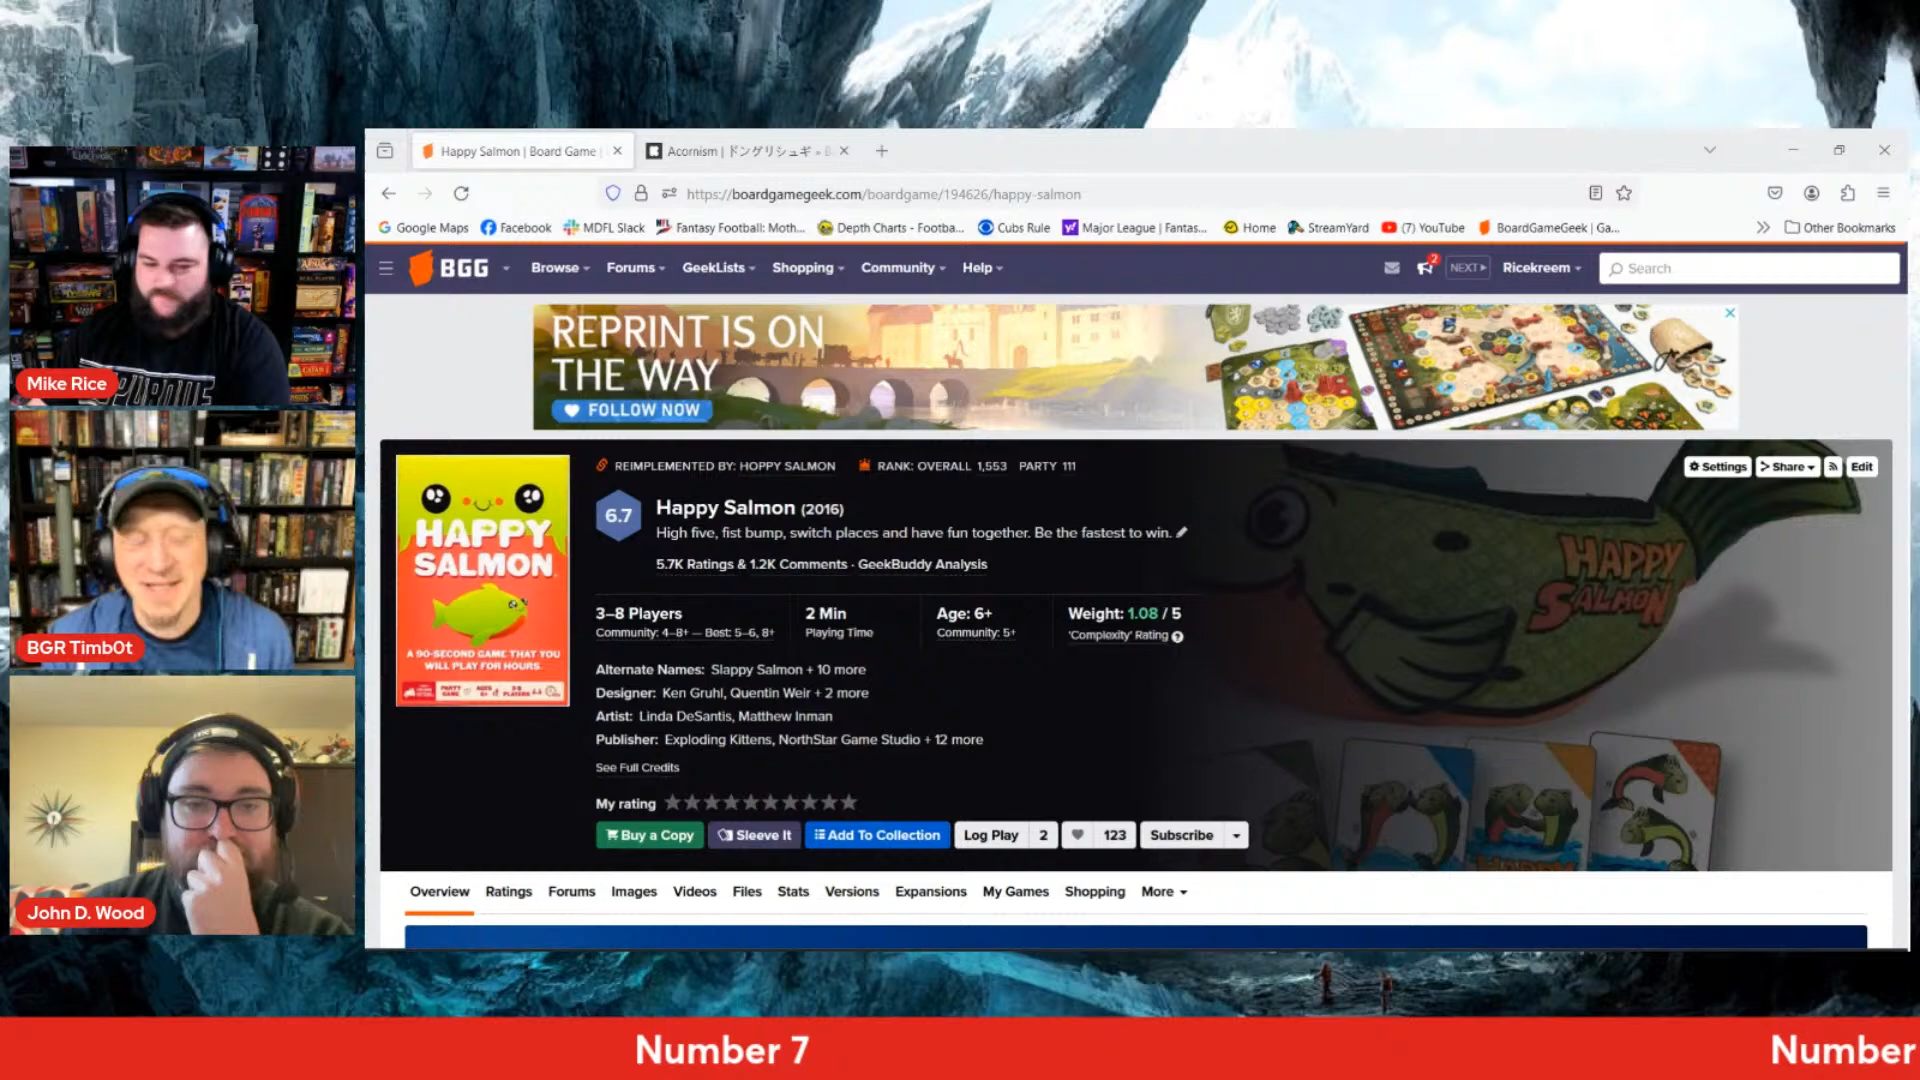 Happy Salmon | Board Game |
Acornism | ドングリシュギ »
https://boardgamegeek.com/boardgame/194626/happy-salmon
Google Maps
Facebook
MDFL Slack
Fantasy Football: Moth...
Depth Charts - Footba...
Cubs Rule
Major League | Fantas...
Home
StreamYard
(7) YouTube
BoardGameGeek | Ga...
Other Bookmarks
BGG
Browse
Forums
GeekLists
Shopping
Community
Help
2
NEXT
Ricekreem
Search
REPRINT IS ON
THE WAY
FOLLOW NOW
Mike Rice
BGR Timb0t
John D. Wood
HAPPY
SALMON
A 90-SECOND GAME THAT YOU
WILL PLAY FOR HOURS
REIMPLEMENTED BY: HOPPY SALMON
RANK: OVERALL 1,553 PARTY 111
Settings
Share
Edit
6.7
Happy Salmon (2016)
High five, fist bump, switch places and have fun together. Be the fastest to win.
5.7K Ratings & 1.2K Comments · GeekBuddy Analysis
3–8 Players
Community: 4–8+ — Best: 5–6, 8+
2 Min
Playing Time
Age: 6+
Community: 5+
Weight: 1.08 / 5
'Complexity' Rating
Alternate Names: Slappy Salmon + 10 more
Designer: Ken Gruhl, Quentin Weir + 2 more
Artist: Linda DeSantis, Matthew Inman
Publisher: Exploding Kittens, NorthStar Game Studio + 12 more
See Full Credits
My rating
Buy a Copy
Sleeve It
Add To Collection
Log Play 2
123
Subscribe
HAPPY
SALMON
Overview
Ratings
Forums
Images
Videos
Files
Stats
Versions
Expansions
My Games
Shopping
More
Number 7
Number